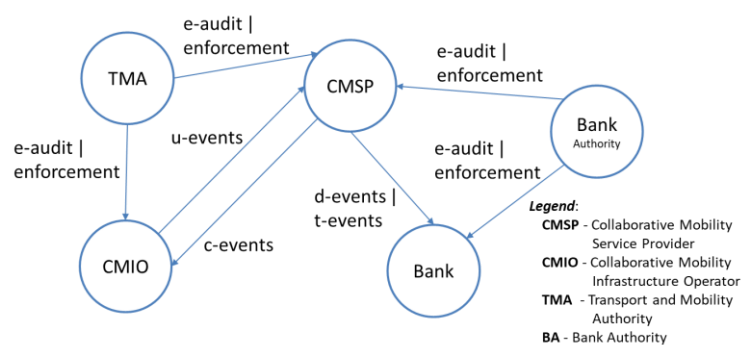 e-audit |
enforcement
TMA
CMSP
e-audit |
enforcement
Bank
Authority
u-events
e-audit |
enforcement
e-audit |
enforcement
d-events |
t-events
c-events
CMIO
Bank
Legend:
CMSP - Collaborative Mobility
Service Provider
CMIO - Collaborative Mobility
Infrastructure Operator
TMA - Transport and Mobility
Authority
BA - Bank Authority